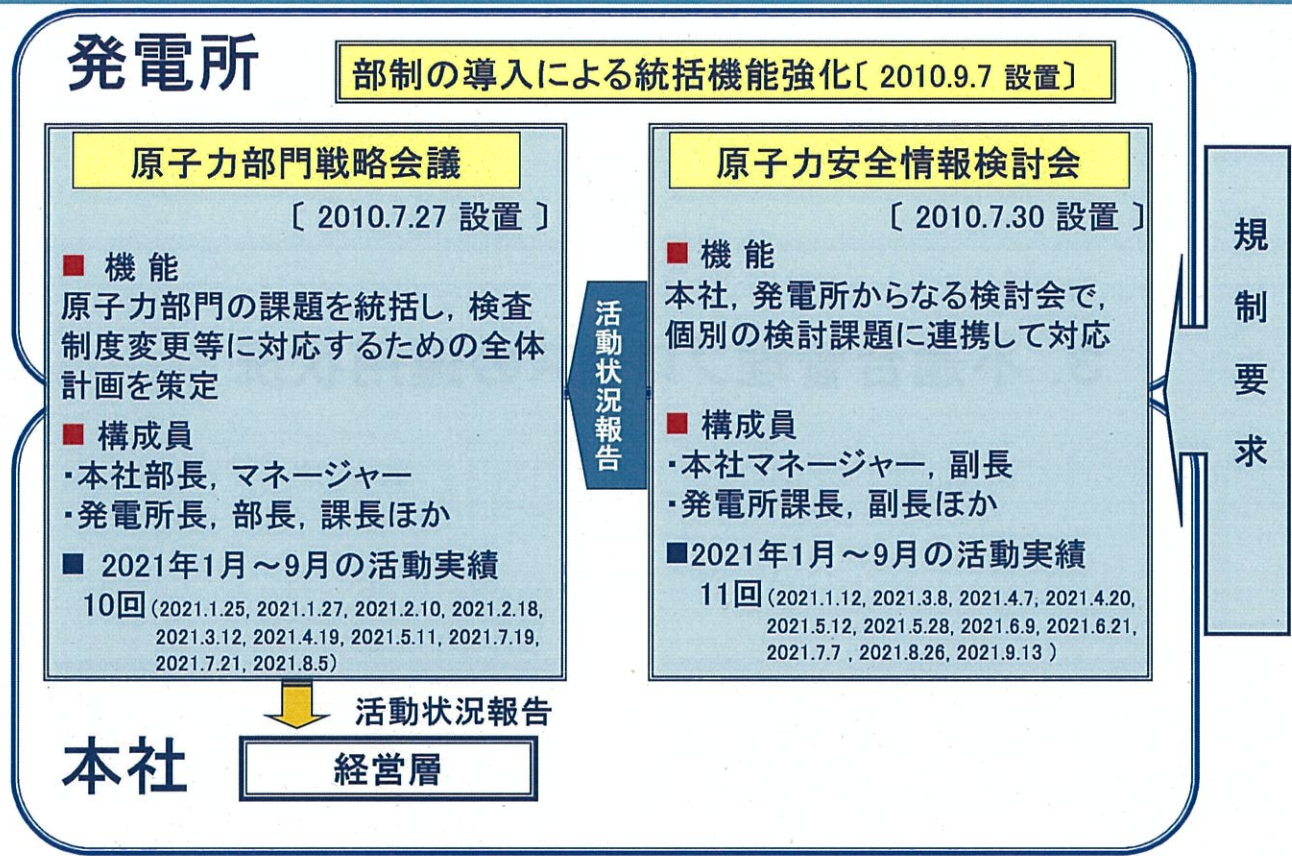 発電所
部制の導入による統括機能強化〔 2010.9.7 設置〕
原子力部門戦略会議
〔 2010.7.27 設置 〕
■ 機 能
原子力部門の課題を統括し, 検査
制度変更等に対応するための全体
計画を策定
■ 構成員
・本社部長, マネージャー
・発電所長, 部長, 課長ほか
■ 2021年1月～9月の活動実績
10回(2021.1.25, 2021.1.27, 2021.2.10, 2021.2.18,
2021.3.12, 2021.4.19, 2021.5.11, 2021.7.19,
2021.7.21, 2021.8.5)
活動状況報告
原子力安全情報検討会
〔 2010.7.30 設置 〕
■ 機 能
本社, 発電所からなる検討会で,
個別の検討課題に連携して対応
■ 構成員
・本社マネージャー, 副長
・発電所課長, 副長ほか
■2021年1月～9月の活動実績
11回(2021.1.12, 2021.3.8, 2021.4.7, 2021.4.20,
2021.5.12, 2021.5.28, 2021.6.9, 2021.6.21,
2021.7.7 , 2021.8.26, 2021.9.13 )
規制要求
活動状況報告
本社
経営層